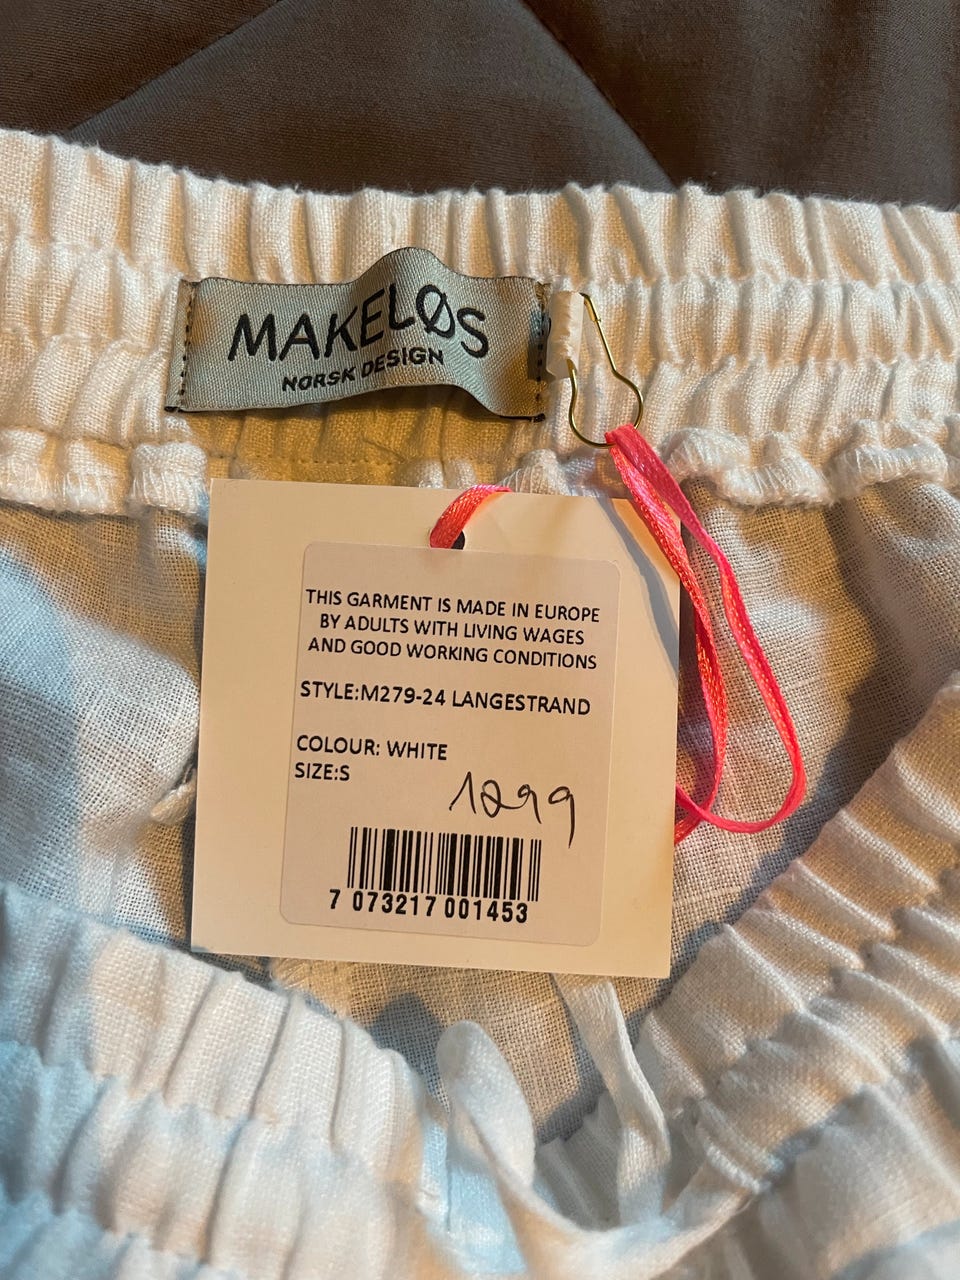 MAKELØS
NORSK DESIGN
THIS GARMENT IS MADE IN EUROPE
BY ADULTS WITH LIVING WAGES
AND GOOD WORKING CONDITIONS
STYLE:M279-24 LANGESTRAND
COLOUR: WHITE
SIZE:S
1299
7 073217 001453